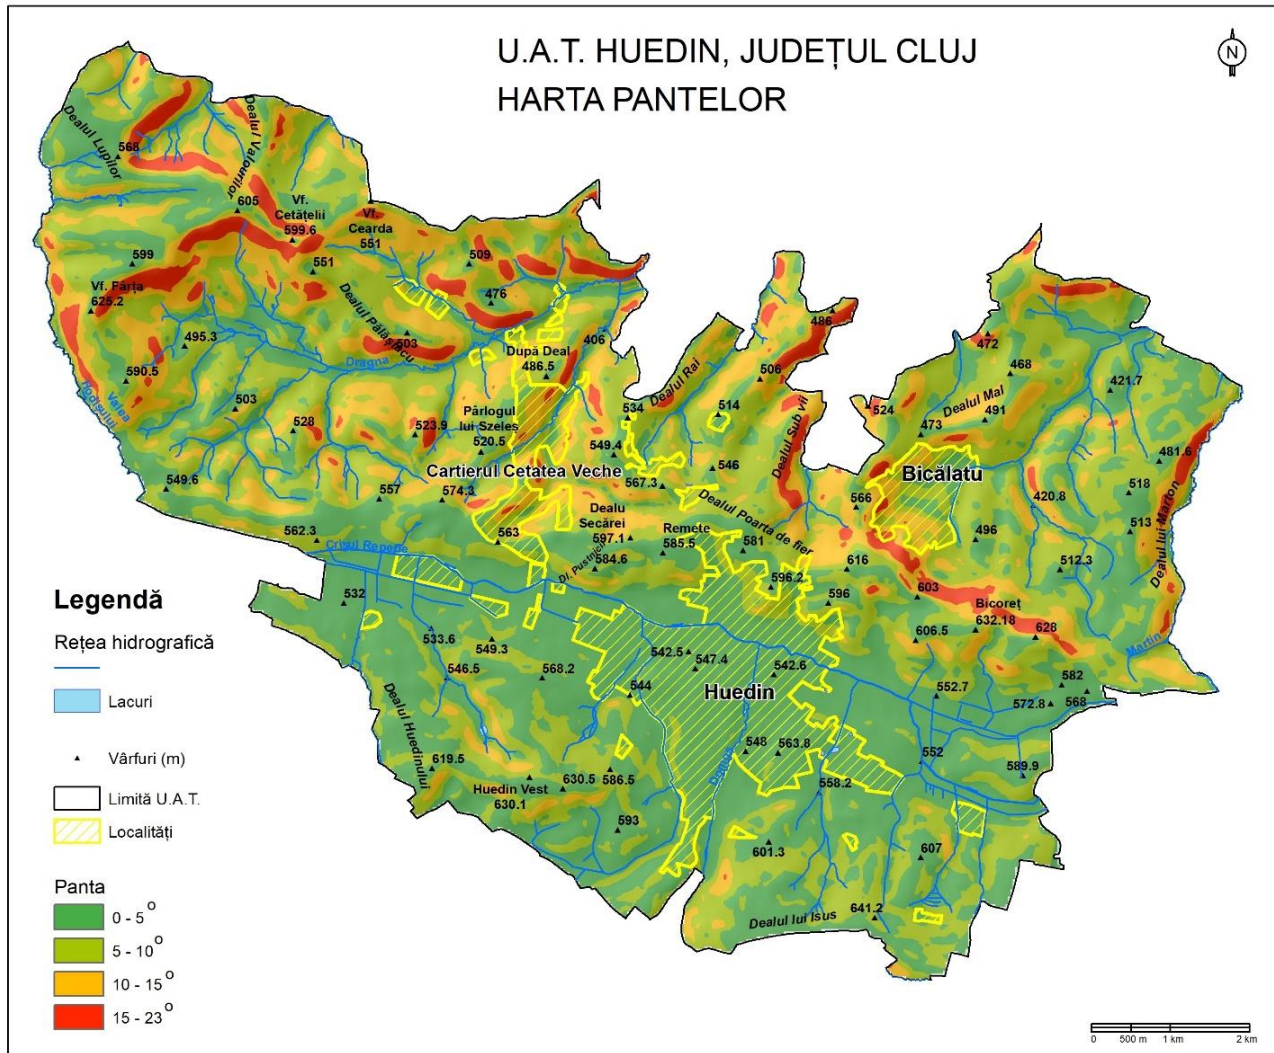 U.A.T. HUEDIN, JUDEȚUL CLUJ
HARTA PANTELOR
N
Dealul Lupilor
568
Dealul Valourilor
605
Vf.
Cetățelii
599.6
Vf.
Cearda
551
599
551
509
Vf. Fârța
625.2
476
Dealul Pălășincu
503
495.3
Dragna
După Deal
486.5
406
486
472
590.5
Valea
Rodișului
503
528
523.9
Pârlogul
lui Szeles
520.5
534
Dealul Rai
506
514
524
468
Dealul Mal
491
473
421.7
549.4
Cartierul Cetatea Veche
546
567.3
Dealul Sub vii
Bicălatu
481.6
518
549.6
557
574.3
566
420.8
513
Dealul lui Marton
562.3
563
Dealu
Secărei
597.1
Dl. Pustnici
584.6
Remete
585.5
Dealul Poarta de fier
581
496
512.3
Crișul Repede
596.2
616
596
603
532
Bicoreț
632.18
628
606.5
533.6
549.3
546.5
568.2
542.5
547.4
542.6
Martin
544
Huedin
552.7
582
572.8
568
Dealul Huedinului
619.5
Huedin Vest
630.1
630.5
586.5
548
563.8
Domoș
558.2
552
589.9
593
601.3
607
Dealul lui Isus
641.2
Legendă
Rețea hidrografică
Lacuri
Vârfuri (m)
Limită U.A.T.
Localități
Panta
0 - 5°
5 - 10°
10 - 15°
15 - 23°
0 500 m 1 km 2 km